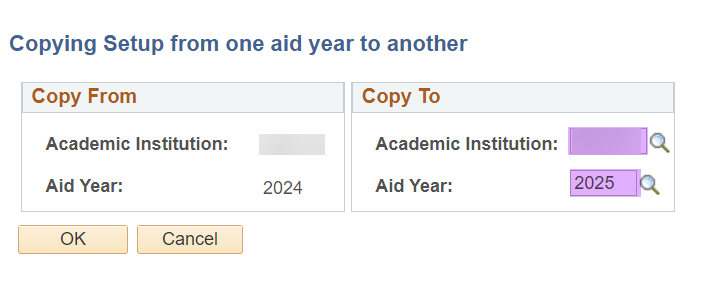 Copying Setup from one aid year to another
Copy From
Academic Institution:
Aid Year: 2024
Copy To
Academic Institution:
Aid Year: 2025
OK Cancel